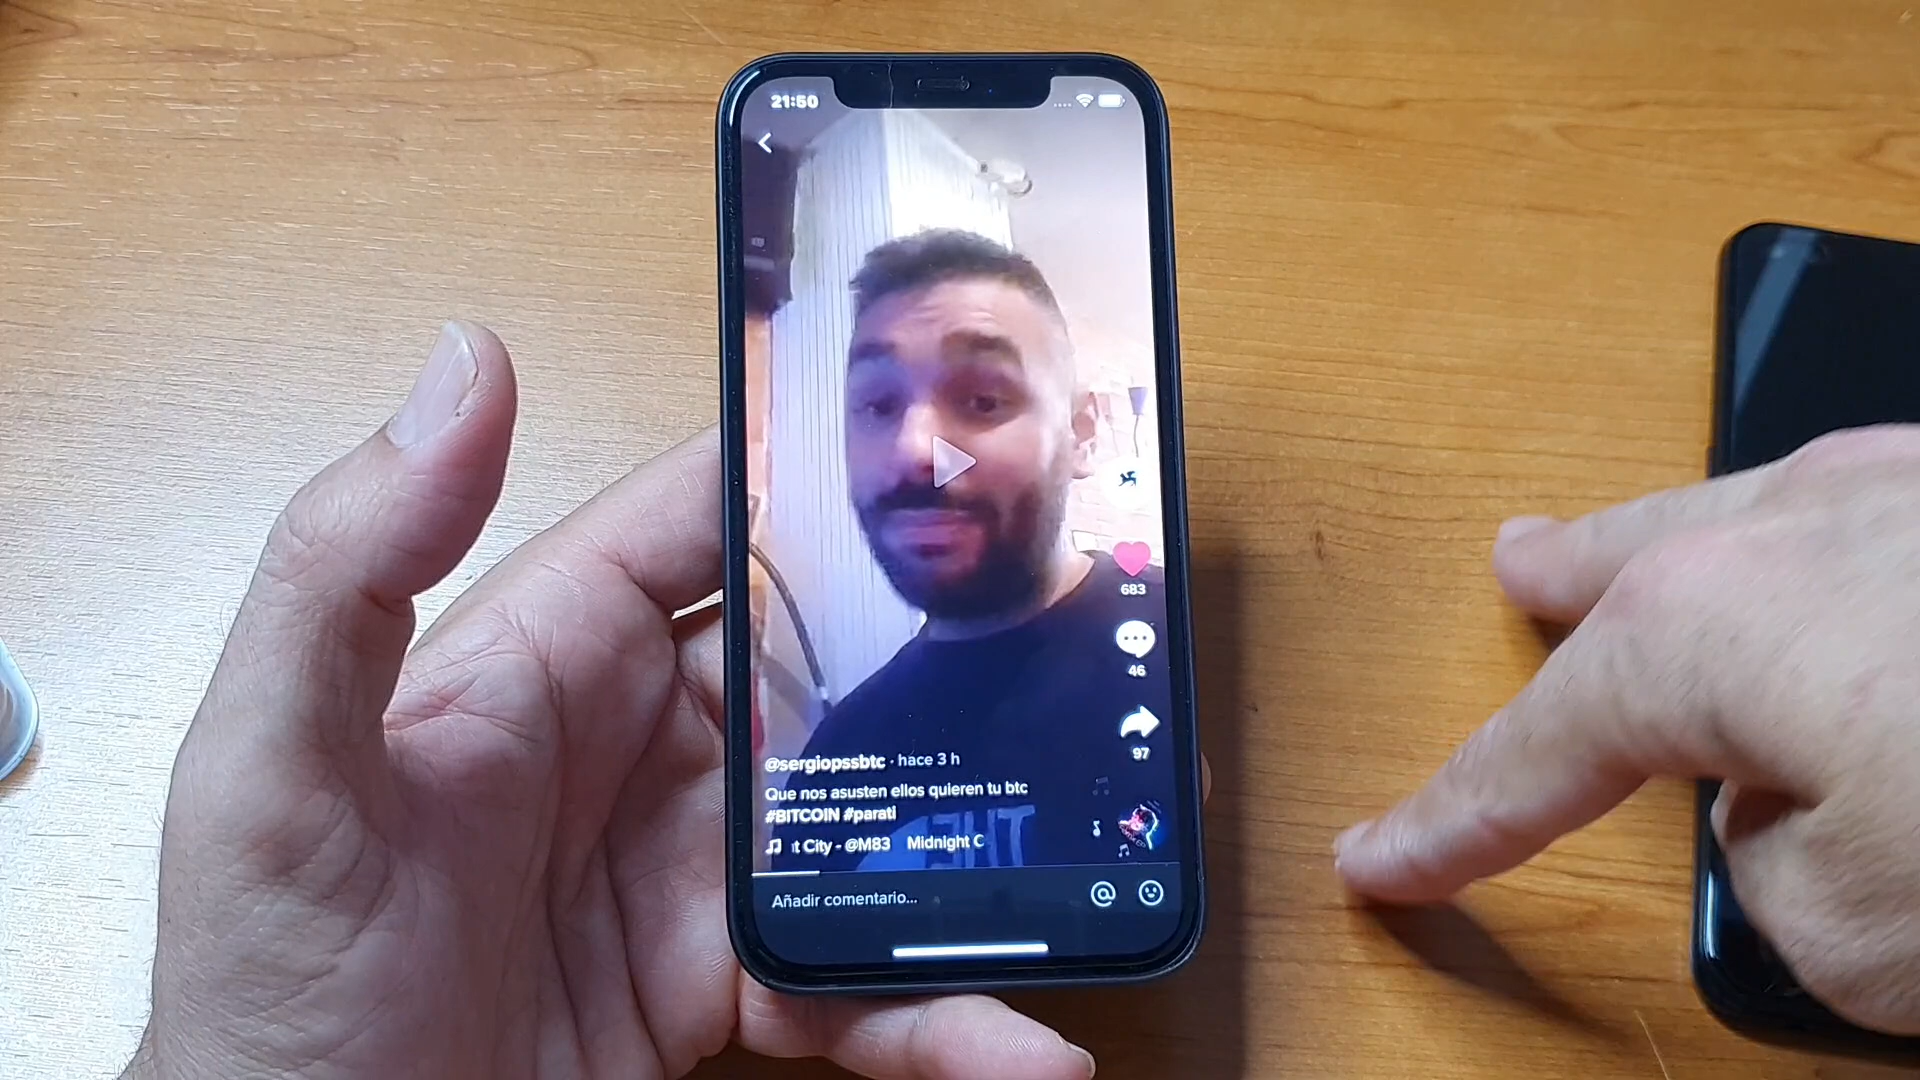 21:50
683
46
97
@sergiopssbtc · hace 3 h
Que nos asusten ellos quieren tu btc
#BITCOIN #parati
t City - @M83 Midnight C
Añadir comentario...